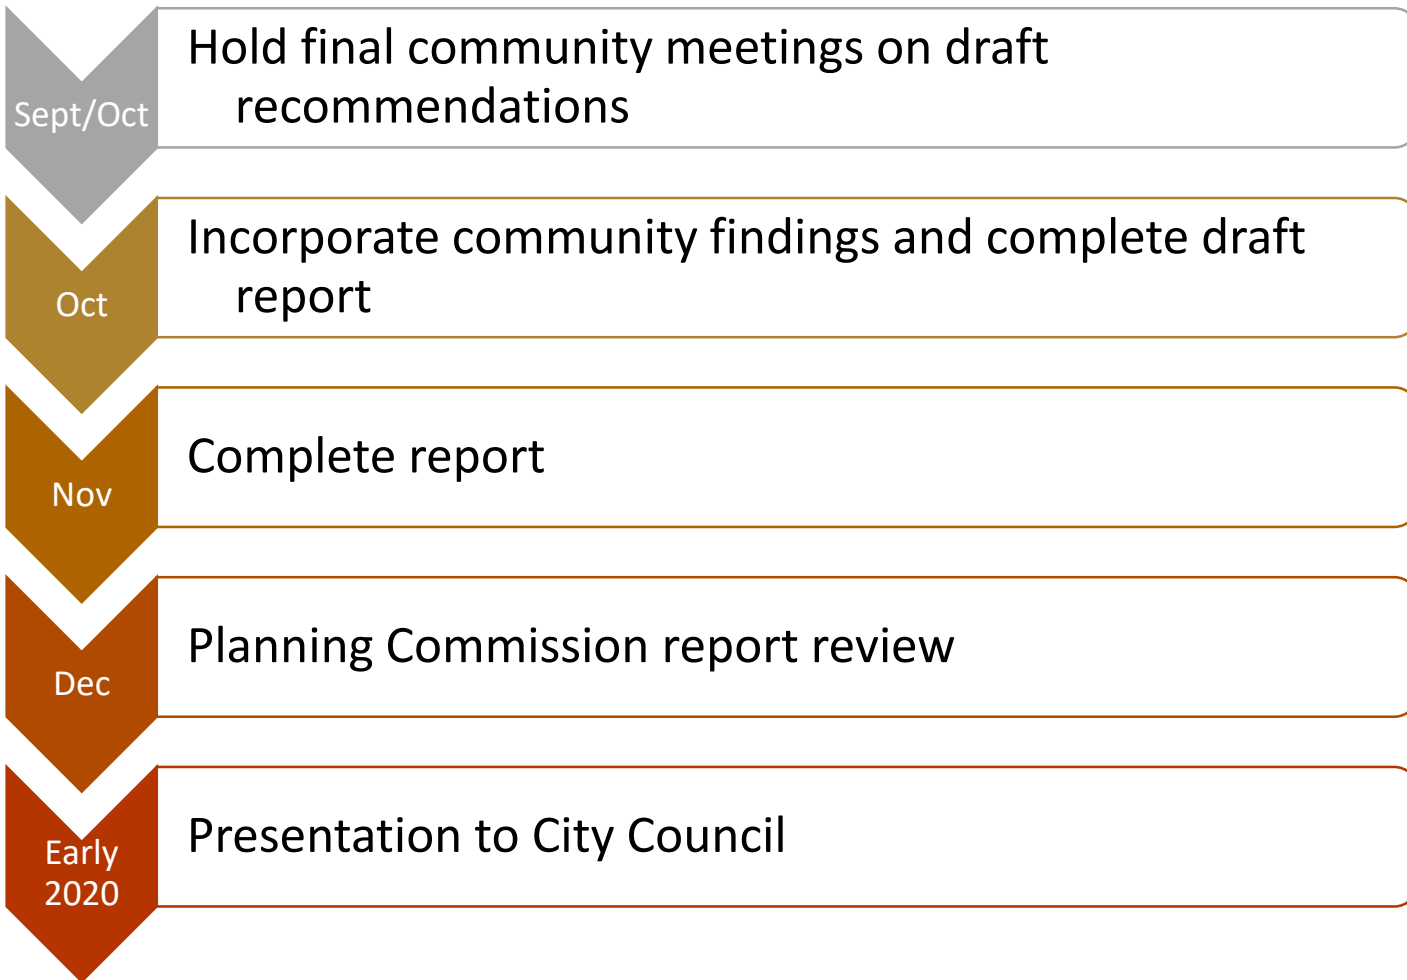 Sept/Oct
Hold final community meetings on draft
recommendations
Oct
Incorporate community findings and complete draft
report
Nov
Complete report
Dec
Planning Commission report review
Early
2020
Presentation to City Council